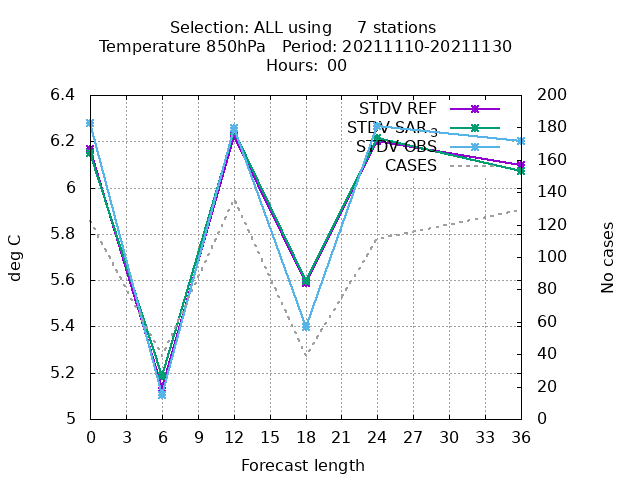 Selection: ALL using     7 stations
Temperature 850hPa   Period: 20211110-20211130
Hours: 00
6.4
6.2
6
5.8
5.6
5.4
5.2
5
deg C
STDV REF
STDV SAR 3
STDV OBS
CASES
200
180
160
140
120
100
80
60
40
20
0
No cases
0 3 6 9 12 15 18 21 24 27 30 33 36
Forecast length